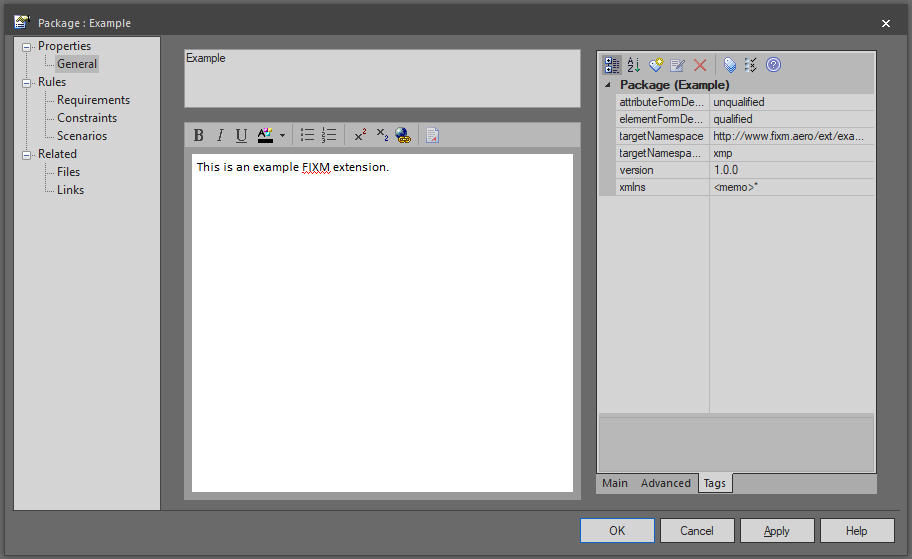 Package : Example
Properties
General
Rules
Requirements
Constraints
Scenarios
Related
Files
Links
Example
B I U A x² x₂
This is an example FIXM extension.
A Z
Package (Example)
attributeFormDe... unqualified
elementFormDe... qualified
targetNamespace http://www.fixm.aero/ext/exa...
targetNamespa... xmp
version 1.0.0
xmlns <memo>*
Main Advanced Tags
OK Cancel Apply Help